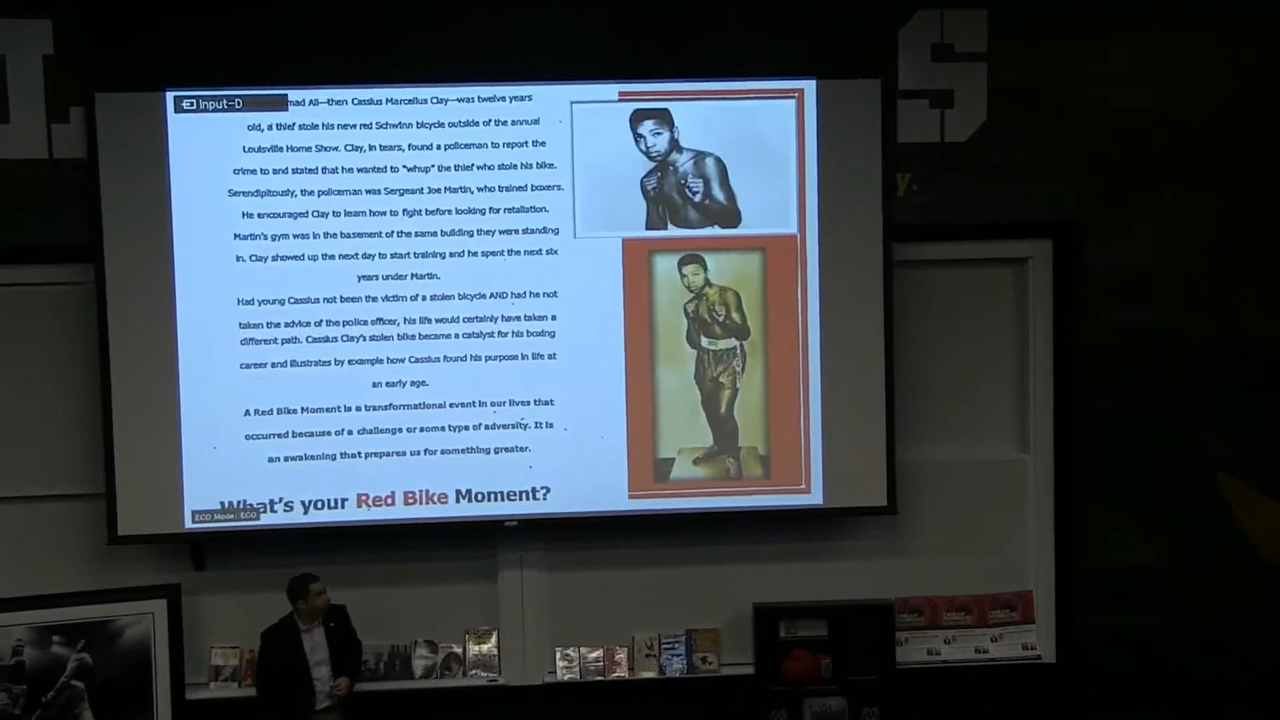 Input-D
mad Ali—then Cassius Marcellus Clay—was twelve years
old, a thief stole his new red Schwinn bicycle outside of the annual
Louisville Home Show. Clay, in tears, found a policeman to report the
crime to and stated that he wanted to "whup" the thief who stole his bike.
Serendipitously, the policeman was Sergeant Joe Martin, who trained boxers.
He encouraged Clay to learn how to fight before looking for retaliation.
Martin's gym was in the basement of the same building they were standing
in. Clay showed up the next day to start training and he spent the next six
years under Martin.
Had young Cassius not been the victim of a stolen bicycle AND had he not
taken the advice of the police officer, his life would certainly have taken a
different path. Cassius Clay's stolen bike became a catalyst for his boxing
career and illustrates by example how Cassius found his purpose in life at
an early age.
A Red Bike Moment is a transformational event in our lives that
occurred because of a challenge or some type of adversity. It is
an awakening that prepares us for something greater.
What's your Red Bike Moment?
ECO Mode: ECO
L
S
y.